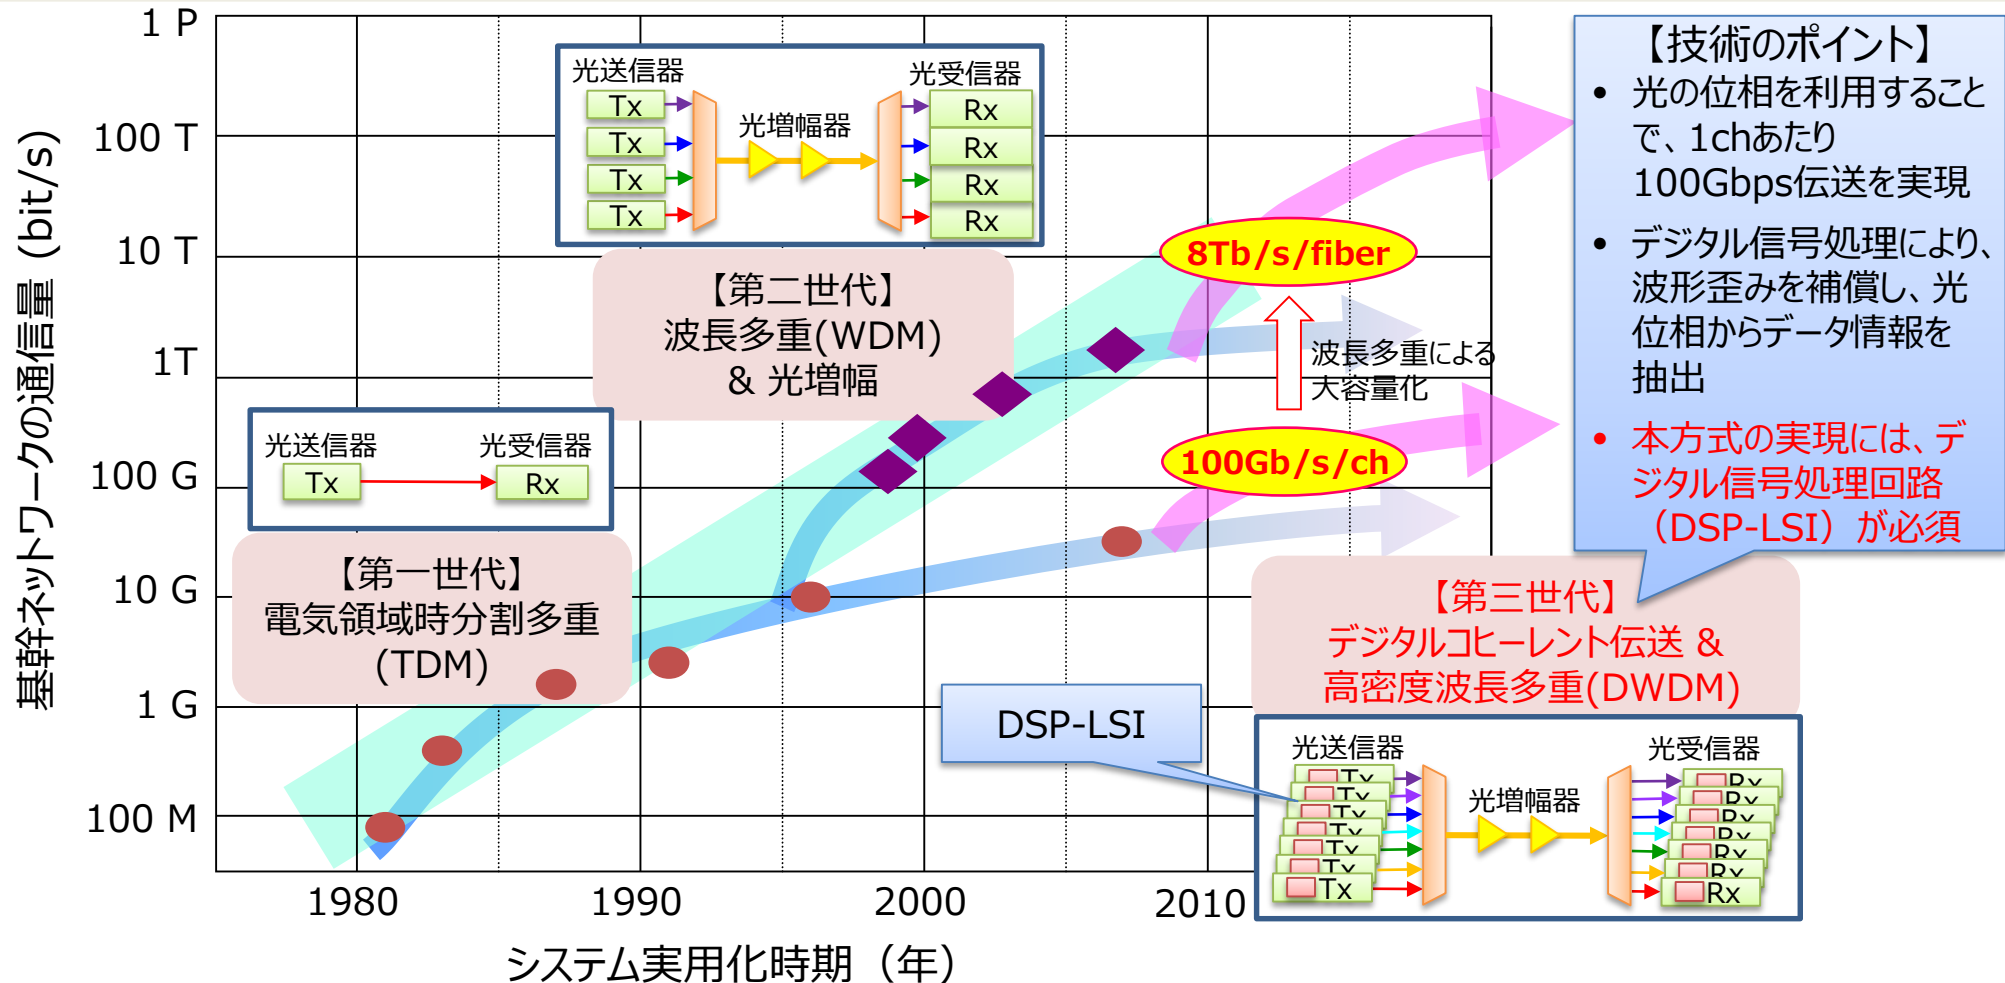 基幹ネットワークの通信量 (bit/s)
1 P
100 T
10 T
1T
100 G
10 G
1 G
100 M
1980
1990
2000
2010
システム実用化時期（年）
光送信器
光受信器
Tx
Tx
Tx
Tx
光増幅器
Rx
Rx
Rx
Rx
【第二世代】
波長多重(WDM)
& 光増幅
光送信器
光受信器
Tx
Rx
【第一世代】
電気領域時分割多重
(TDM)
8Tb/s/fiber
波長多重による
大容量化
100Gb/s/ch
【技術のポイント】
• 光の位相を利用すること
で、1chあたり
100Gbps伝送を実現
• デジタル信号処理により、
波形歪みを補償し、光
位相からデータ情報を
抽出
• 本方式の実現には、デ
ジタル信号処理回路
（DSP-LSI）が必須
【第三世代】
デジタルコヒーレント伝送 &
高密度波長多重(DWDM)
DSP-LSI
光送信器
光受信器
Tx
Tx
Tx
Tx
Tx
Tx
Tx
光増幅器
Rx
Rx
Rx
Rx
Rx
Rx
Rx